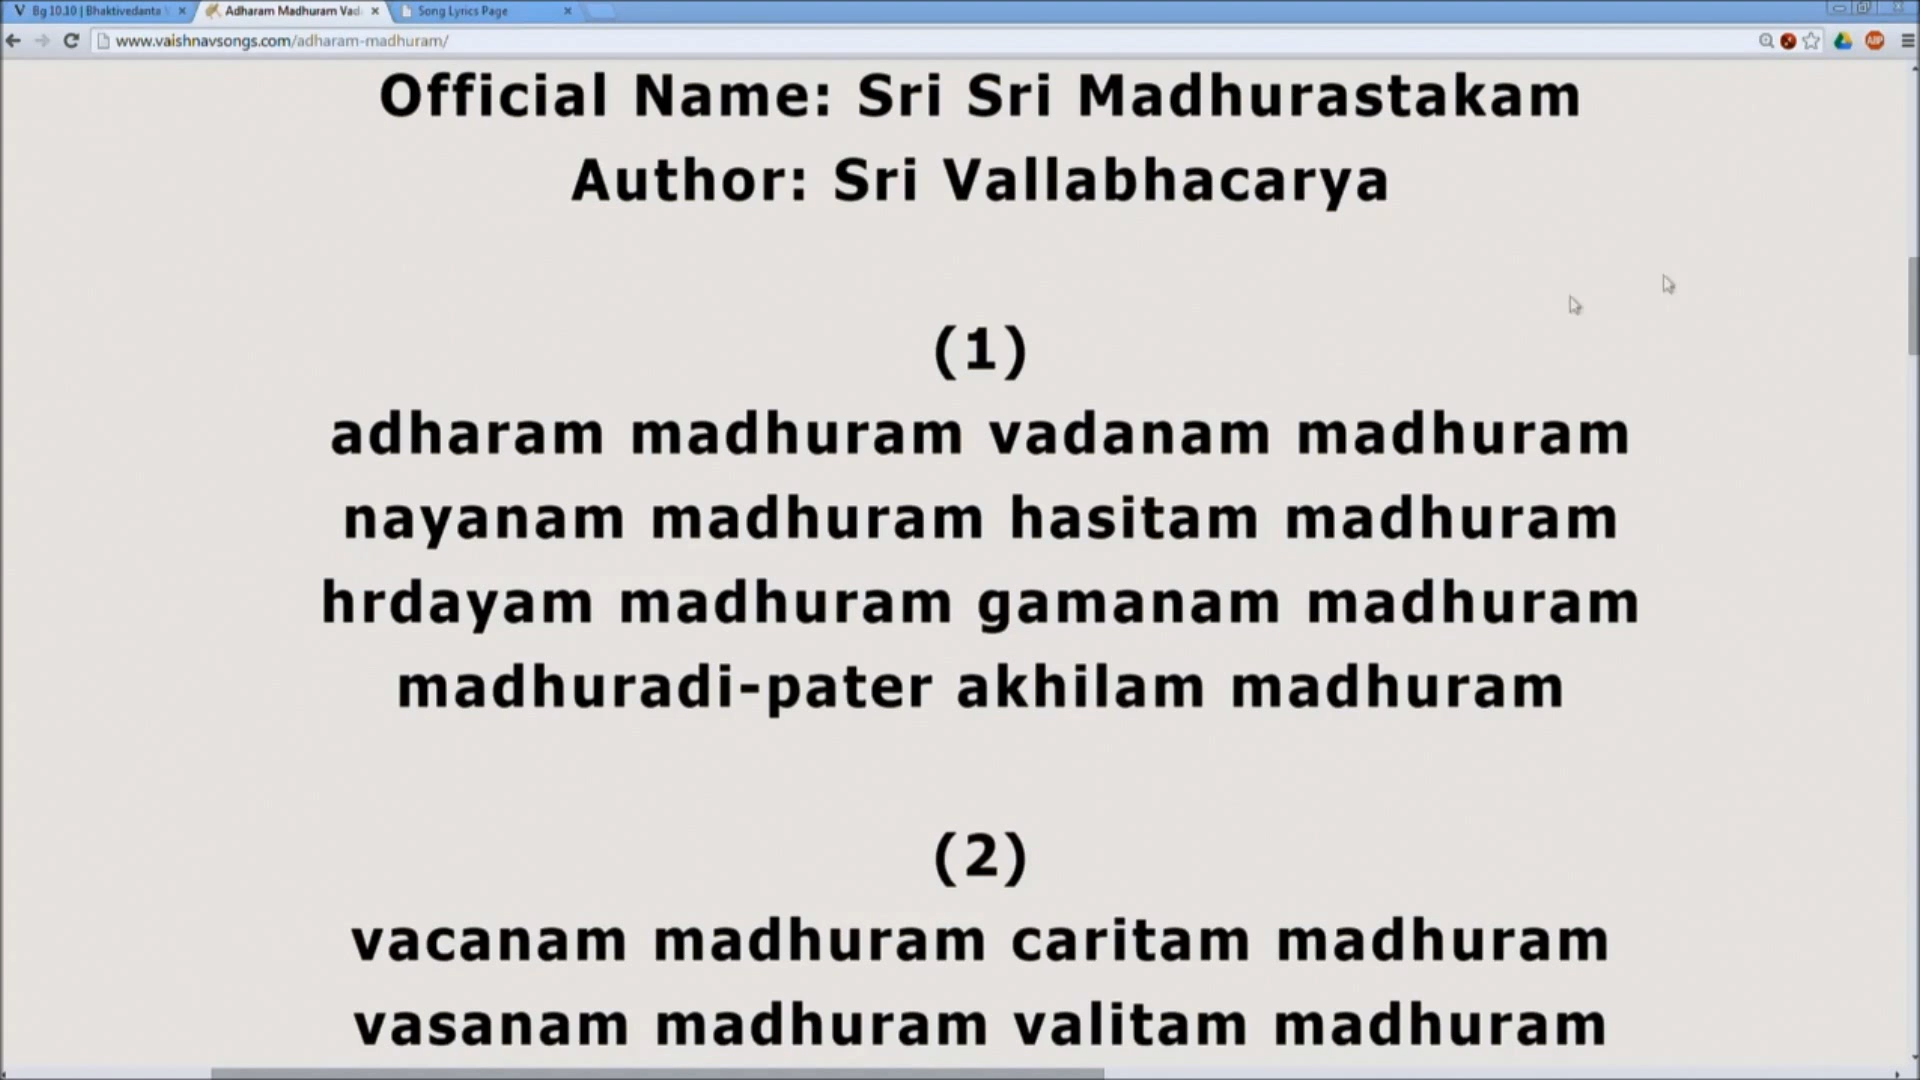 Bg 10.10 | Bhaktivedanta
Adharam Madhuram Vad
Song Lyrics Page
www.vaishnavsongs.com/adharam-madhuram/
ABP
Official Name: Sri Sri Madhurastakam
Author: Sri Vallabhacarya
(1)
adharam madhuram vadanam madhuram
nayanam madhuram hasitam madhuram
hrdayam madhuram gamanam madhuram
madhuradi-pater akhilam madhuram
(2)
vacanam madhuram caritam madhuram
vasanam madhuram valitam madhuram